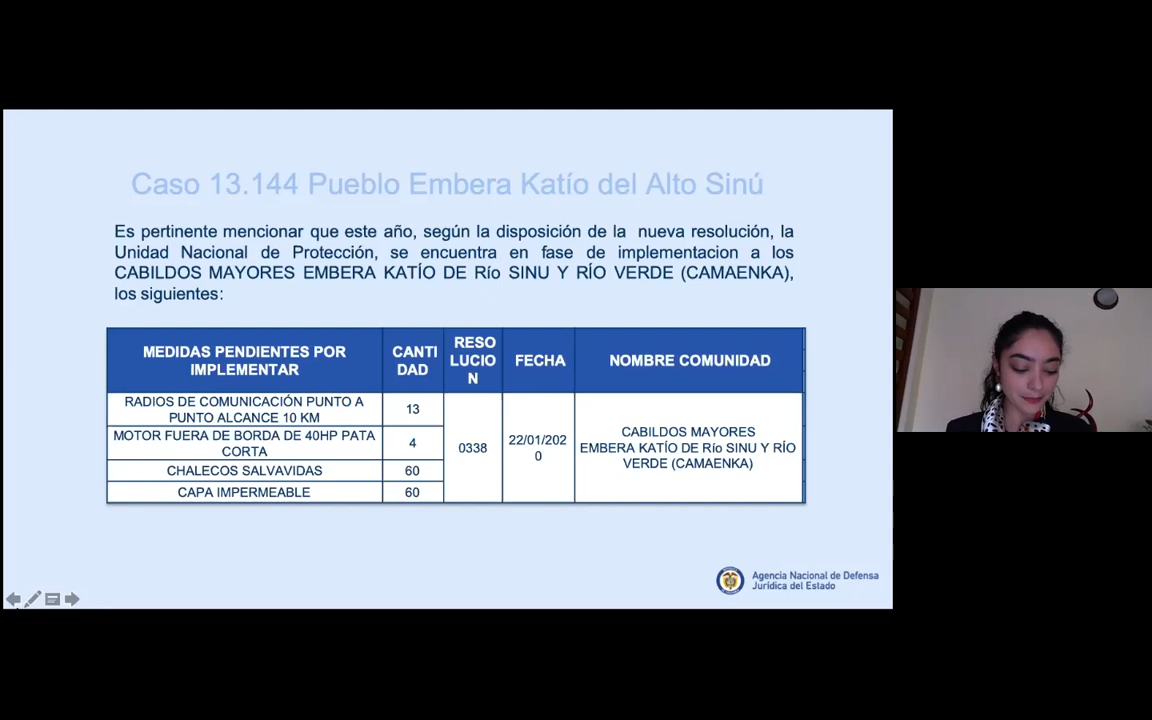 Caso 13.144 Pueblo Embera Katío del Alto Sinú
Es pertinente mencionar que este año, según la disposición de la nueva resolución, la
Unidad Nacional de Protección, se encuentra en fase de implementacion a los
CABILDOS MAYORES EMBERA KATÍO DE Río SINU Y RÍO VERDE (CAMAENKA),
los siguientes:
MEDIDAS PENDIENTES POR
IMPLEMENTAR
CANTI
DAD
RESO
LUCIO
N
FECHA
NOMBRE COMUNIDAD
RADIOS DE COMUNICACIÓN PUNTO A
PUNTO ALCANCE 10 KM
13
MOTOR FUERA DE BORDA DE 40HP PATA
CORTA
4
CHALECOS SALVAVIDAS
60
CAPA IMPERMEABLE
60
0338
22/01/202
0
CABILDOS MAYORES
EMBERA KATÍO DE Río SINU Y RÍO
VERDE (CAMAENKA)
Agencia Nacional de Defensa
Jurídica del Estado